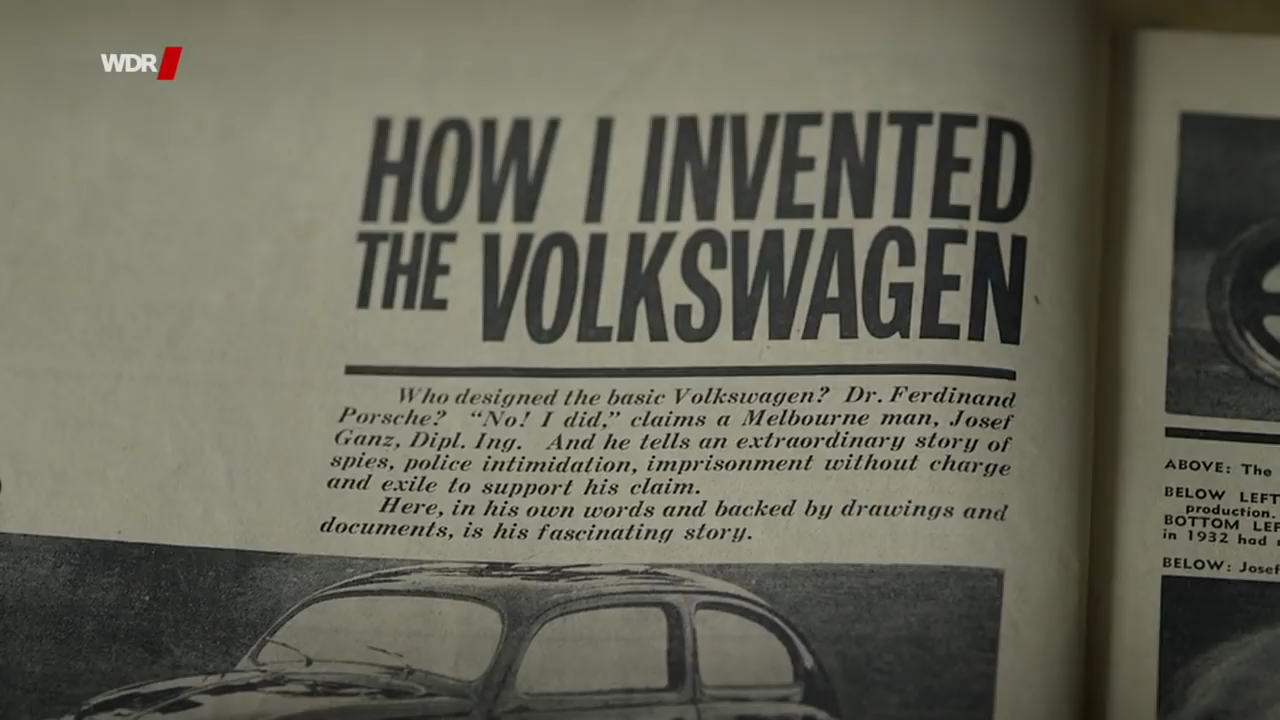 WDR
HOW I INVENTED
THE VOLKSWAGEN
Who designed the basic Volkswagen? Dr. Ferdinand
Porsche? "No! I did," claims a Melbourne man, Josef
Ganz, Dipl. Ing. And he tells an extraordinary story of
spies, police intimidation, imprisonment without charge
and exile to support his claim.
Here, in his own words and backed by drawings and
documents, is his fascinating story.
ABOVE: The
BELOW LEFT
production.
BOTTOM LEF
in 1932 had
BELOW: Josef